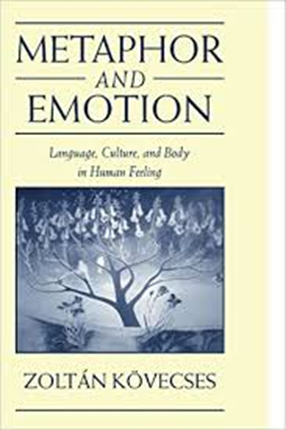 METAPHOR
AND
EMOTION
Language, Culture, and Body
in Human Feeling
ZOLTÁN KÖVECSES